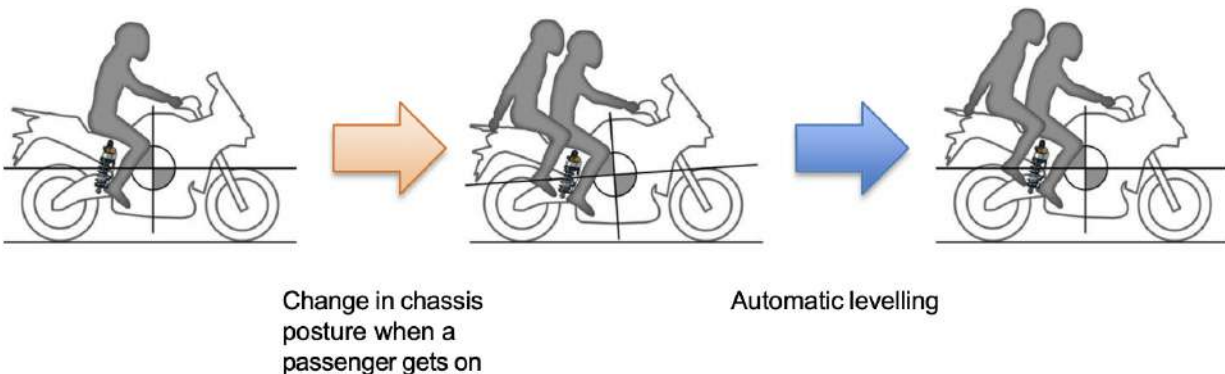 Change in chassis
posture when a
passenger gets on
Automatic levelling